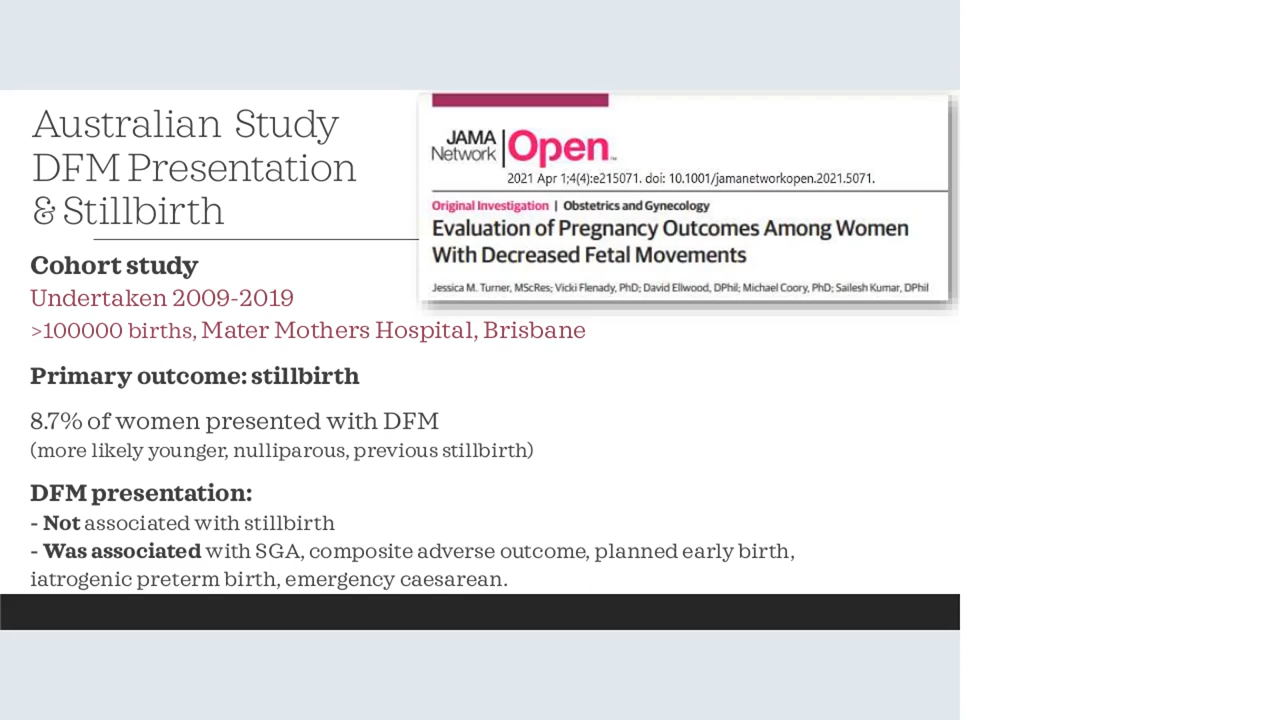 Australian Study
DFM Presentation
& Stillbirth
JAMA
Network
Open™
2021 Apr 1;4(4):e215071. doi: 10.1001/jamanetworkopen.2021.5071.
Original Investigation | Obstetrics and Gynecology
Evaluation of Pregnancy Outcomes Among Women
With Decreased Fetal Movements
Jessica M. Turner, MScRes; Vicki Flenady, PhD; David Ellwood, DPhil; Michael Coory, PhD; Sailesh Kumar, DPhil
Cohort study
Undertaken 2009-2019
>100000 births, Mater Mothers Hospital, Brisbane
Primary outcome: stillbirth
8.7% of women presented with DFM
(more likely younger, nulliparous, previous stillbirth)
DFM presentation:
- Not associated with stillbirth
- Was associated with SGA, composite adverse outcome, planned early birth,
iatrogenic preterm birth, emergency caesarean.